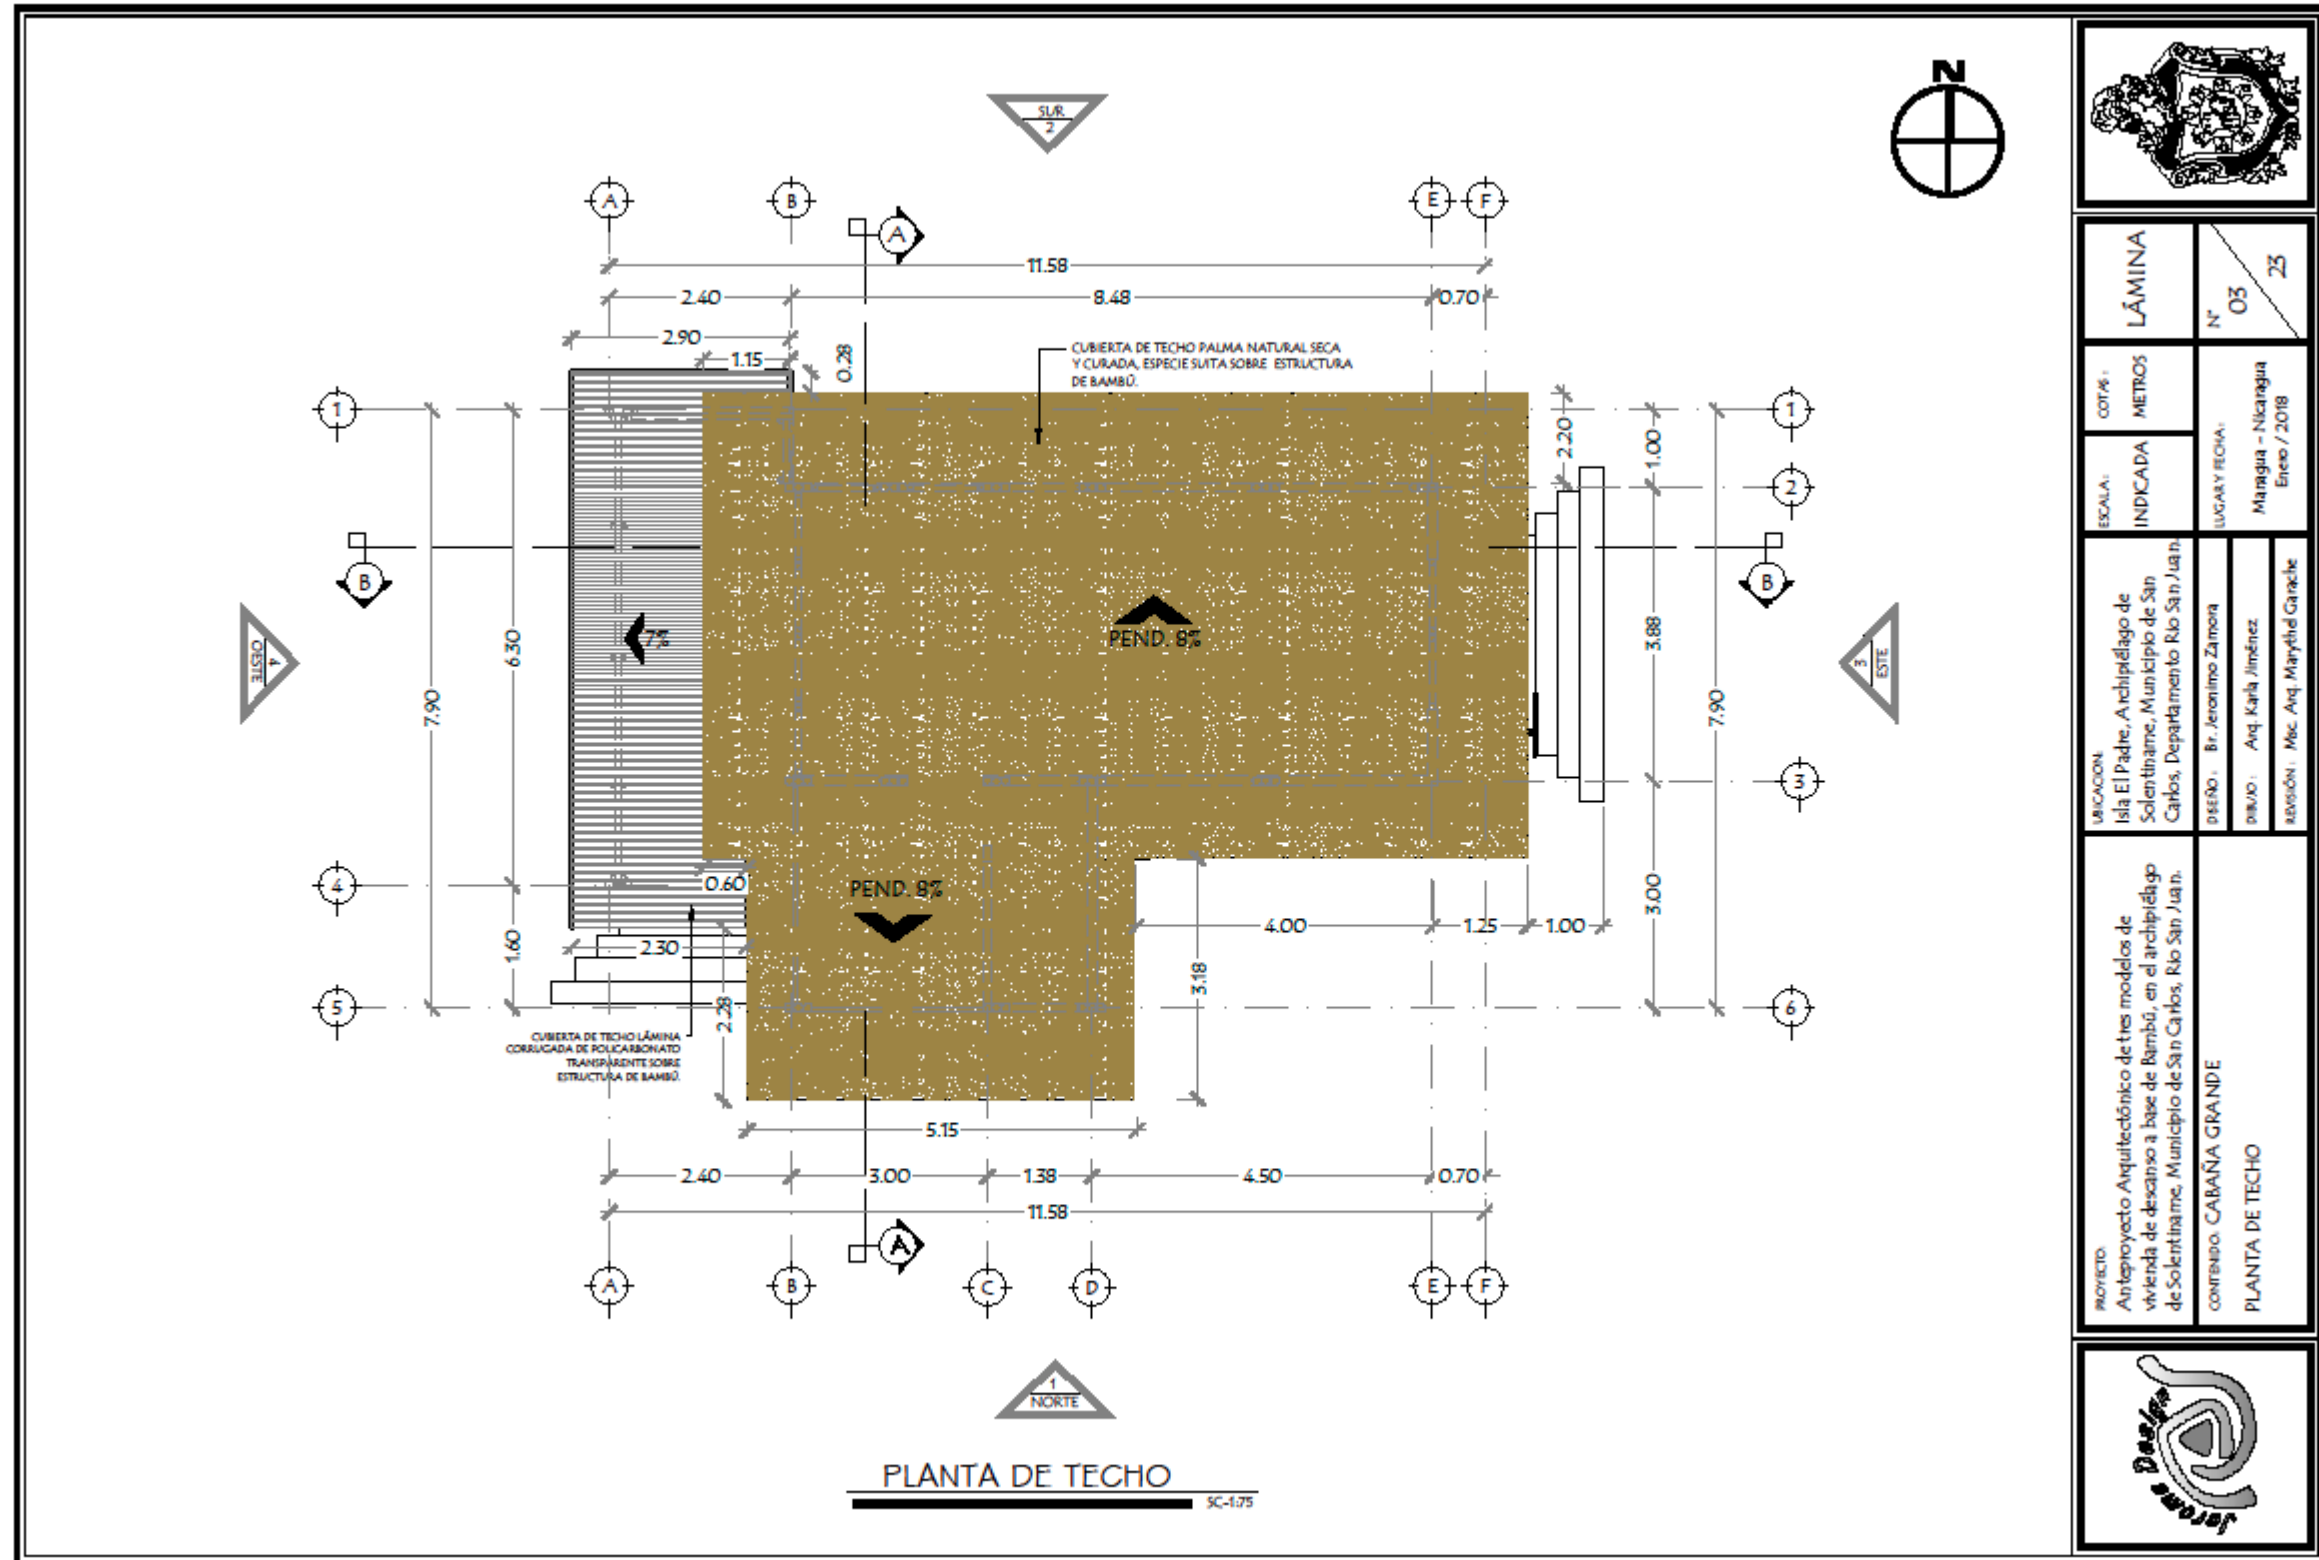 N
SUR
2
A
B
E
F
A
11.58
2.40
8.48
0.70
2.90
1.15
0.28
CUBIERTA DE TECHO PALMA NATURAL SECA
Y CURADA, ESPECIE SUITA SOBRE ESTRUCTURA
DE BAMBÚ.
1
1
2.20
1.00
2
B
B
7%
PEND. 8%
6.30
7.90
3.88
7.90
4
OESTE
3
ESTE
3
4
0.60
PEND. 8%
1.60
2.30
4.00
1.25
1.00
3.00
3.18
2.28
5
6
CUBIERTA DE TECHO LÁMINA
CORRUGADA DE POLICARBONATO
TRANSPARENTE SOBRE
ESTRUCTURA DE BAMBÚ.
5.15
2.40
3.00
1.38
4.50
0.70
11.58
A
A
B
C
D
E
F
1
NORTE
PLANTA DE TECHO
SC-1:75
LÁMINA
N°
03
23
COTAS:
METROS
ESCALA:
INDICADA
LUGAR Y FECHA:
Managua - Nicaragua
Enero / 2018
UBICACION:
Isla El Padre, Archipiélago de
Solentiname, Municipio de San
Carlos, Departamento Río San Juan.
DISEÑO: Br. Jeronimo Zamora
DIBUJO: Arq. Karla Jiménez
REVISIÓN: Msc. Arq. Marythel Garache
PROYECTO:
Anteproyecto Arquitectónico de tres modelos de
vivienda de descanso a base de Bambú, en el archipiélago
de Solentiname, Municipio de San Carlos, Río San Juan.
CONTENIDO: CABAÑA GRANDE
PLANTA DE TECHO
Jerome Design